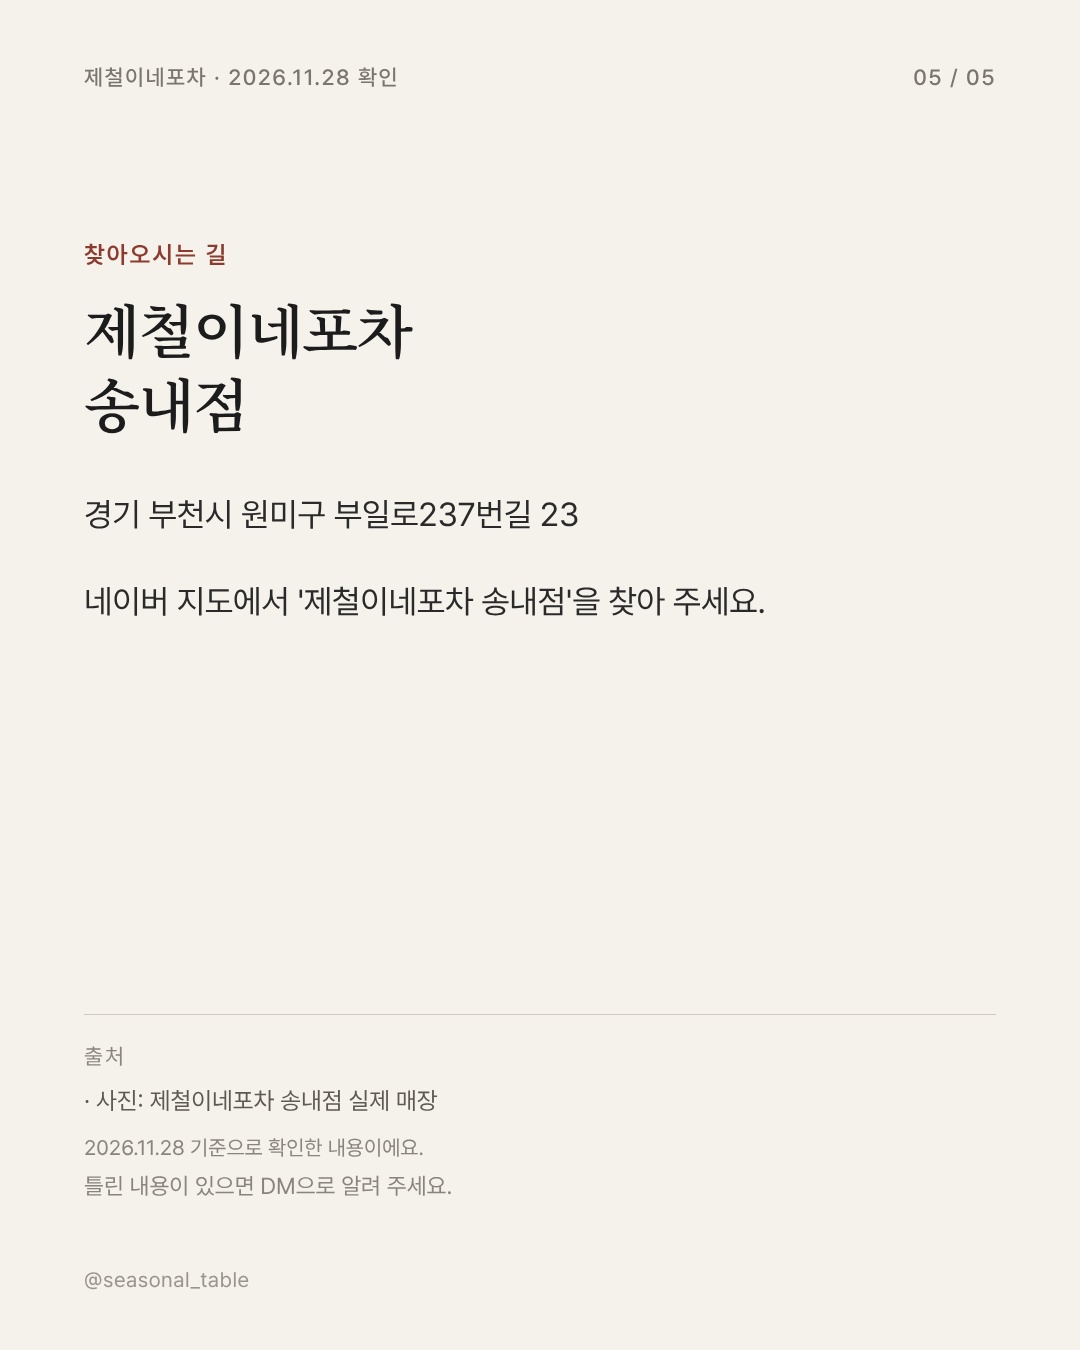 제철이네포차 · 2026.11.28 확인
05 / 05
찾아오시는 길
제철이네포차
송내점
경기 부천시 원미구 부일로237번길 23
네이버 지도에서 '제철이네포차 송내점'을 찾아 주세요.
출처
· 사진: 제철이네포차 송내점 실제 매장
2026.11.28 기준으로 확인한 내용이에요.
틀린 내용이 있으면 DM으로 알려 주세요.
@seasonal_table